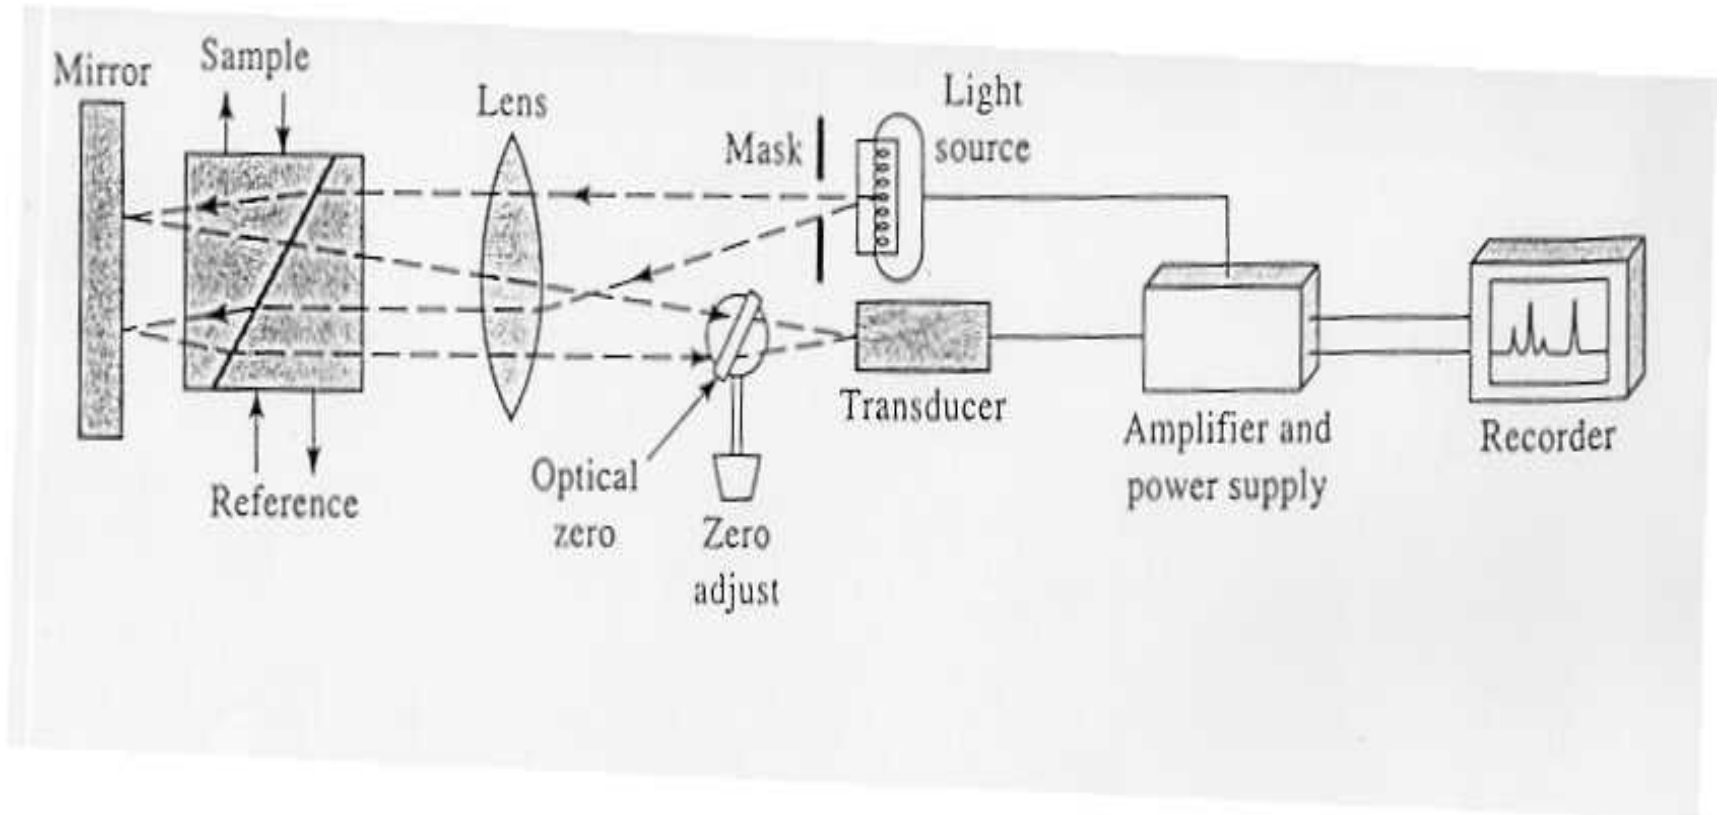 Mirror
Sample
Lens
Mask
Light
source
Transducer
Amplifier and
power supply
Recorder
Reference
Optical
zero
Zero
adjust